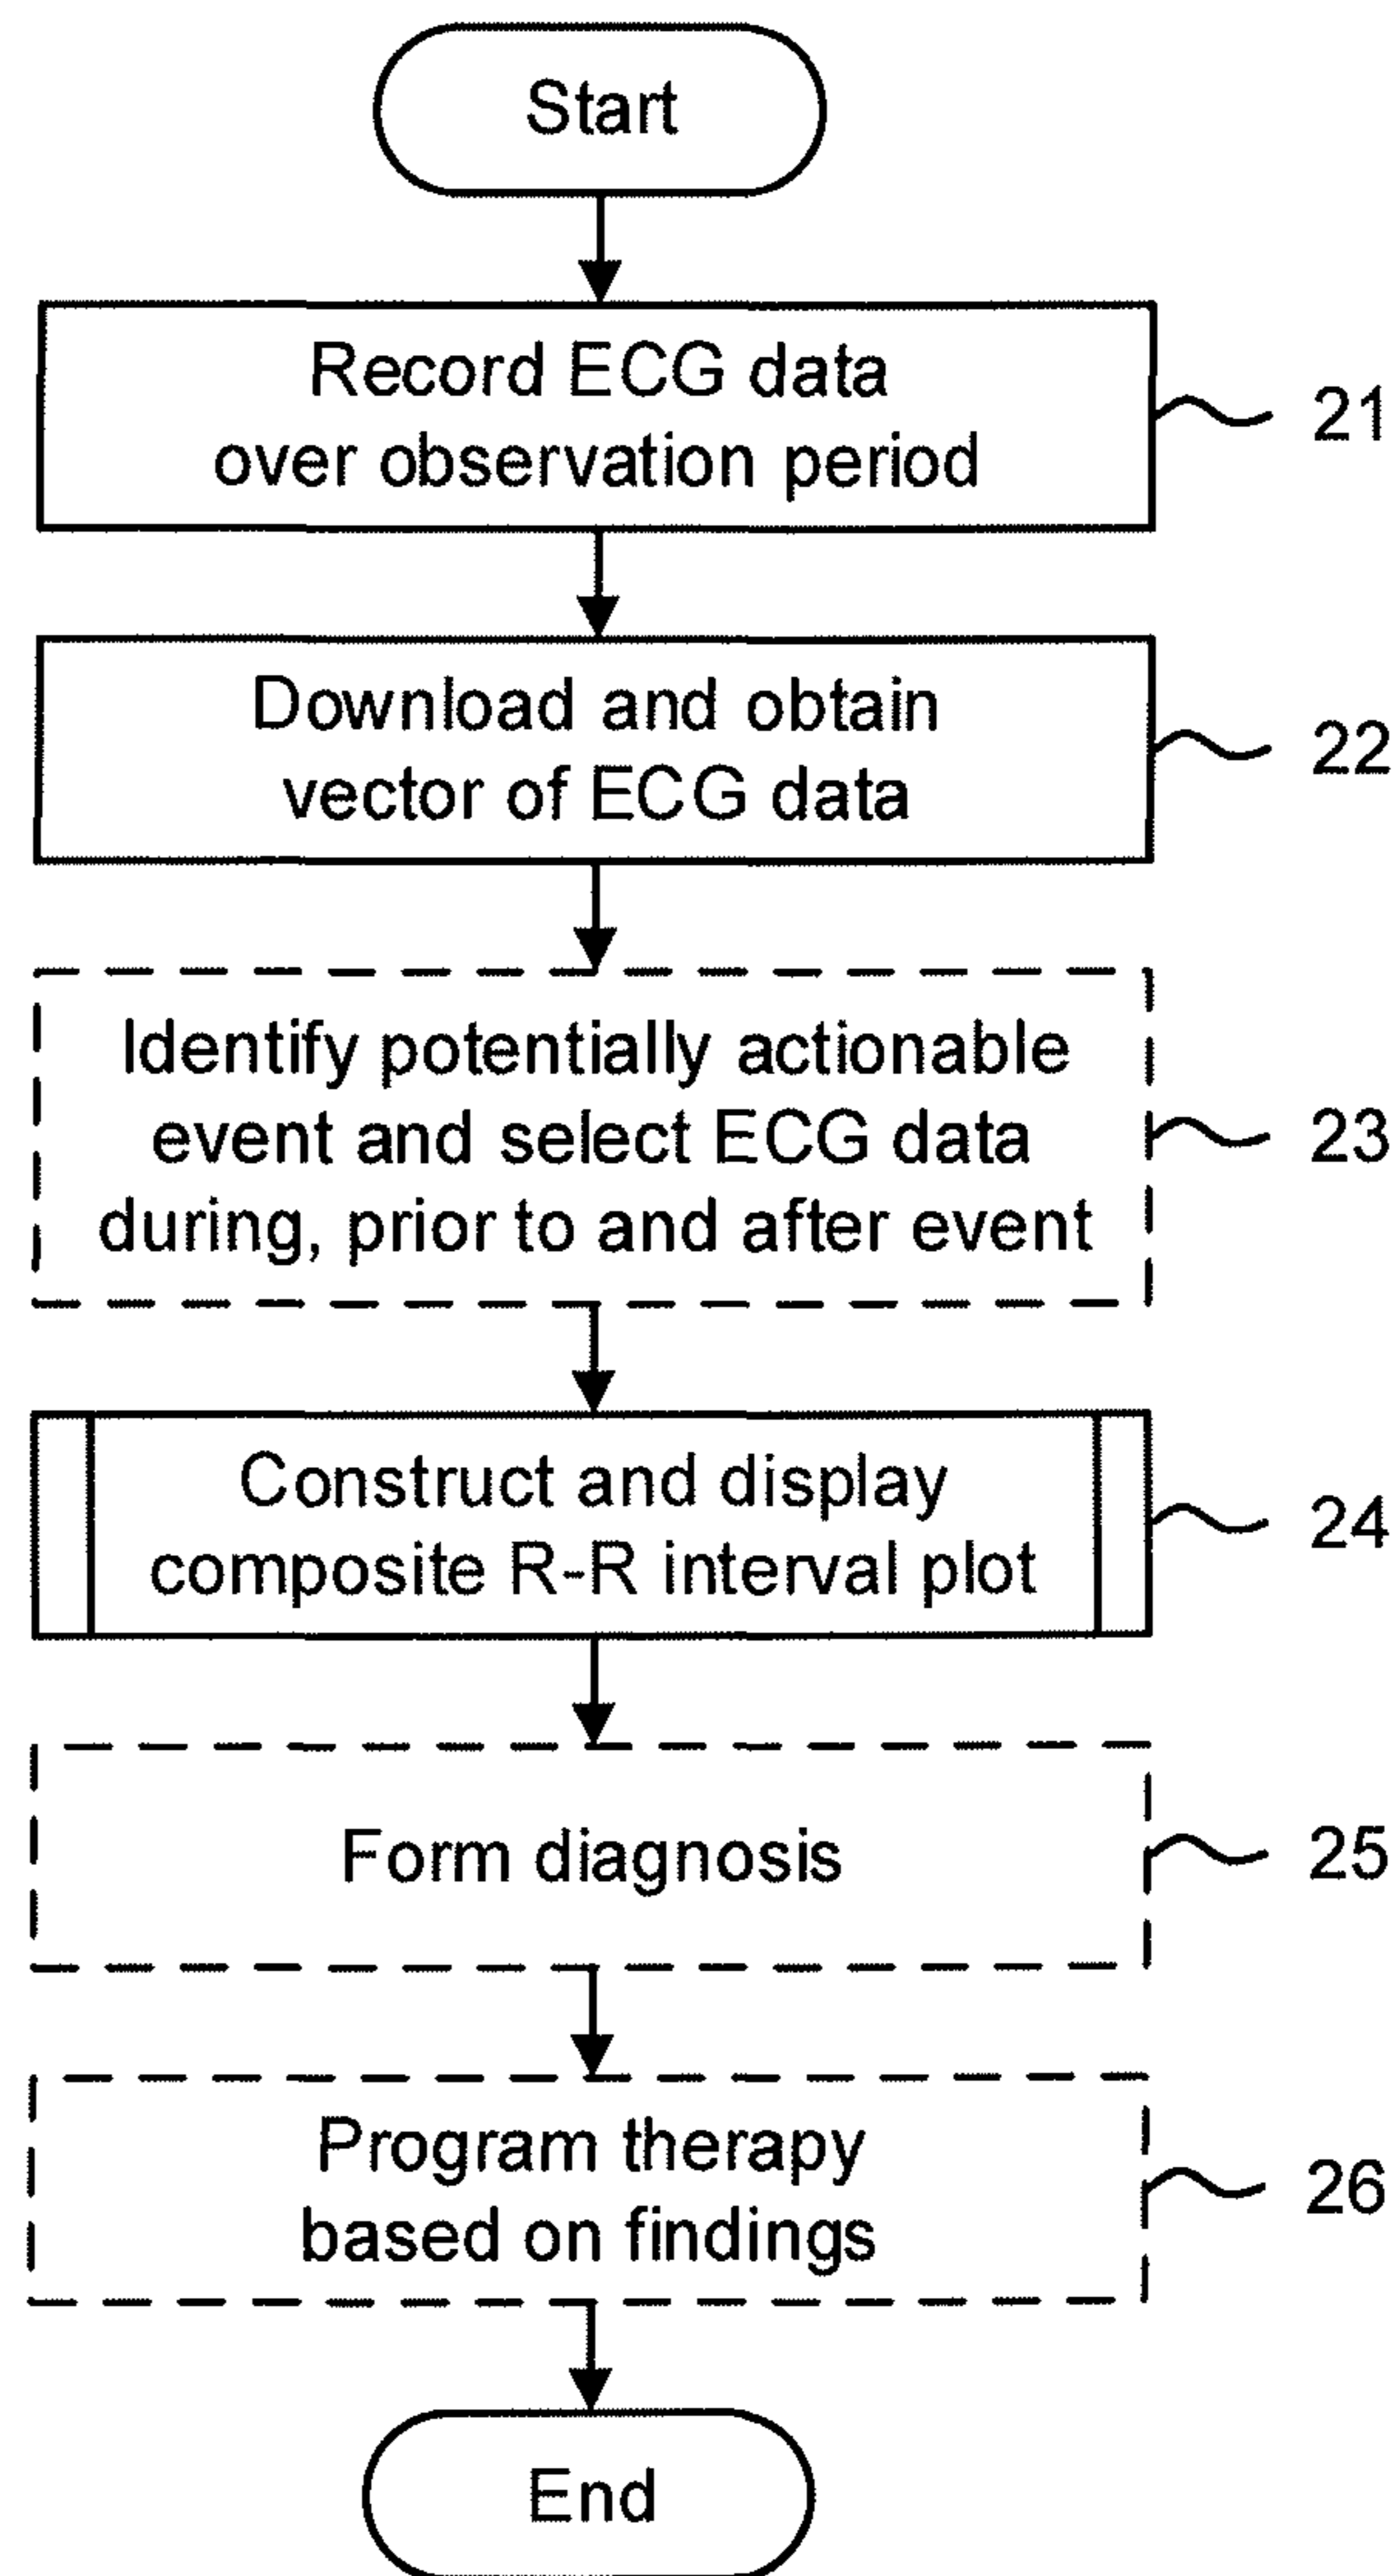 Start
Record ECG data
over observation period
21
Download and obtain
vector of ECG data
22
Identify potentially actionable
event and select ECG data
during, prior to and after event
23
Construct and display
composite R-R interval plot
24
Form diagnosis
25
Program therapy
based on findings
26
End